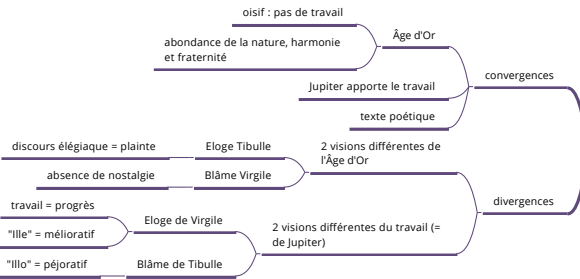 oisif : pas de travail
Âge d'Or
abondance de la nature, harmonie
et fraternité
convergences
Jupiter apporte le travail
texte poétique
discours élégiaque = plainte
Eloge Tibulle
2 visions différentes de
l'Âge d'Or
absence de nostalgie
Blâme Virgile
divergences
travail = progrès
Eloge de Virgile
"Ille" = mélioratif
2 visions différentes du travail (=
de Jupiter)
"Illo" = péjoratif
Blâme de Tibulle